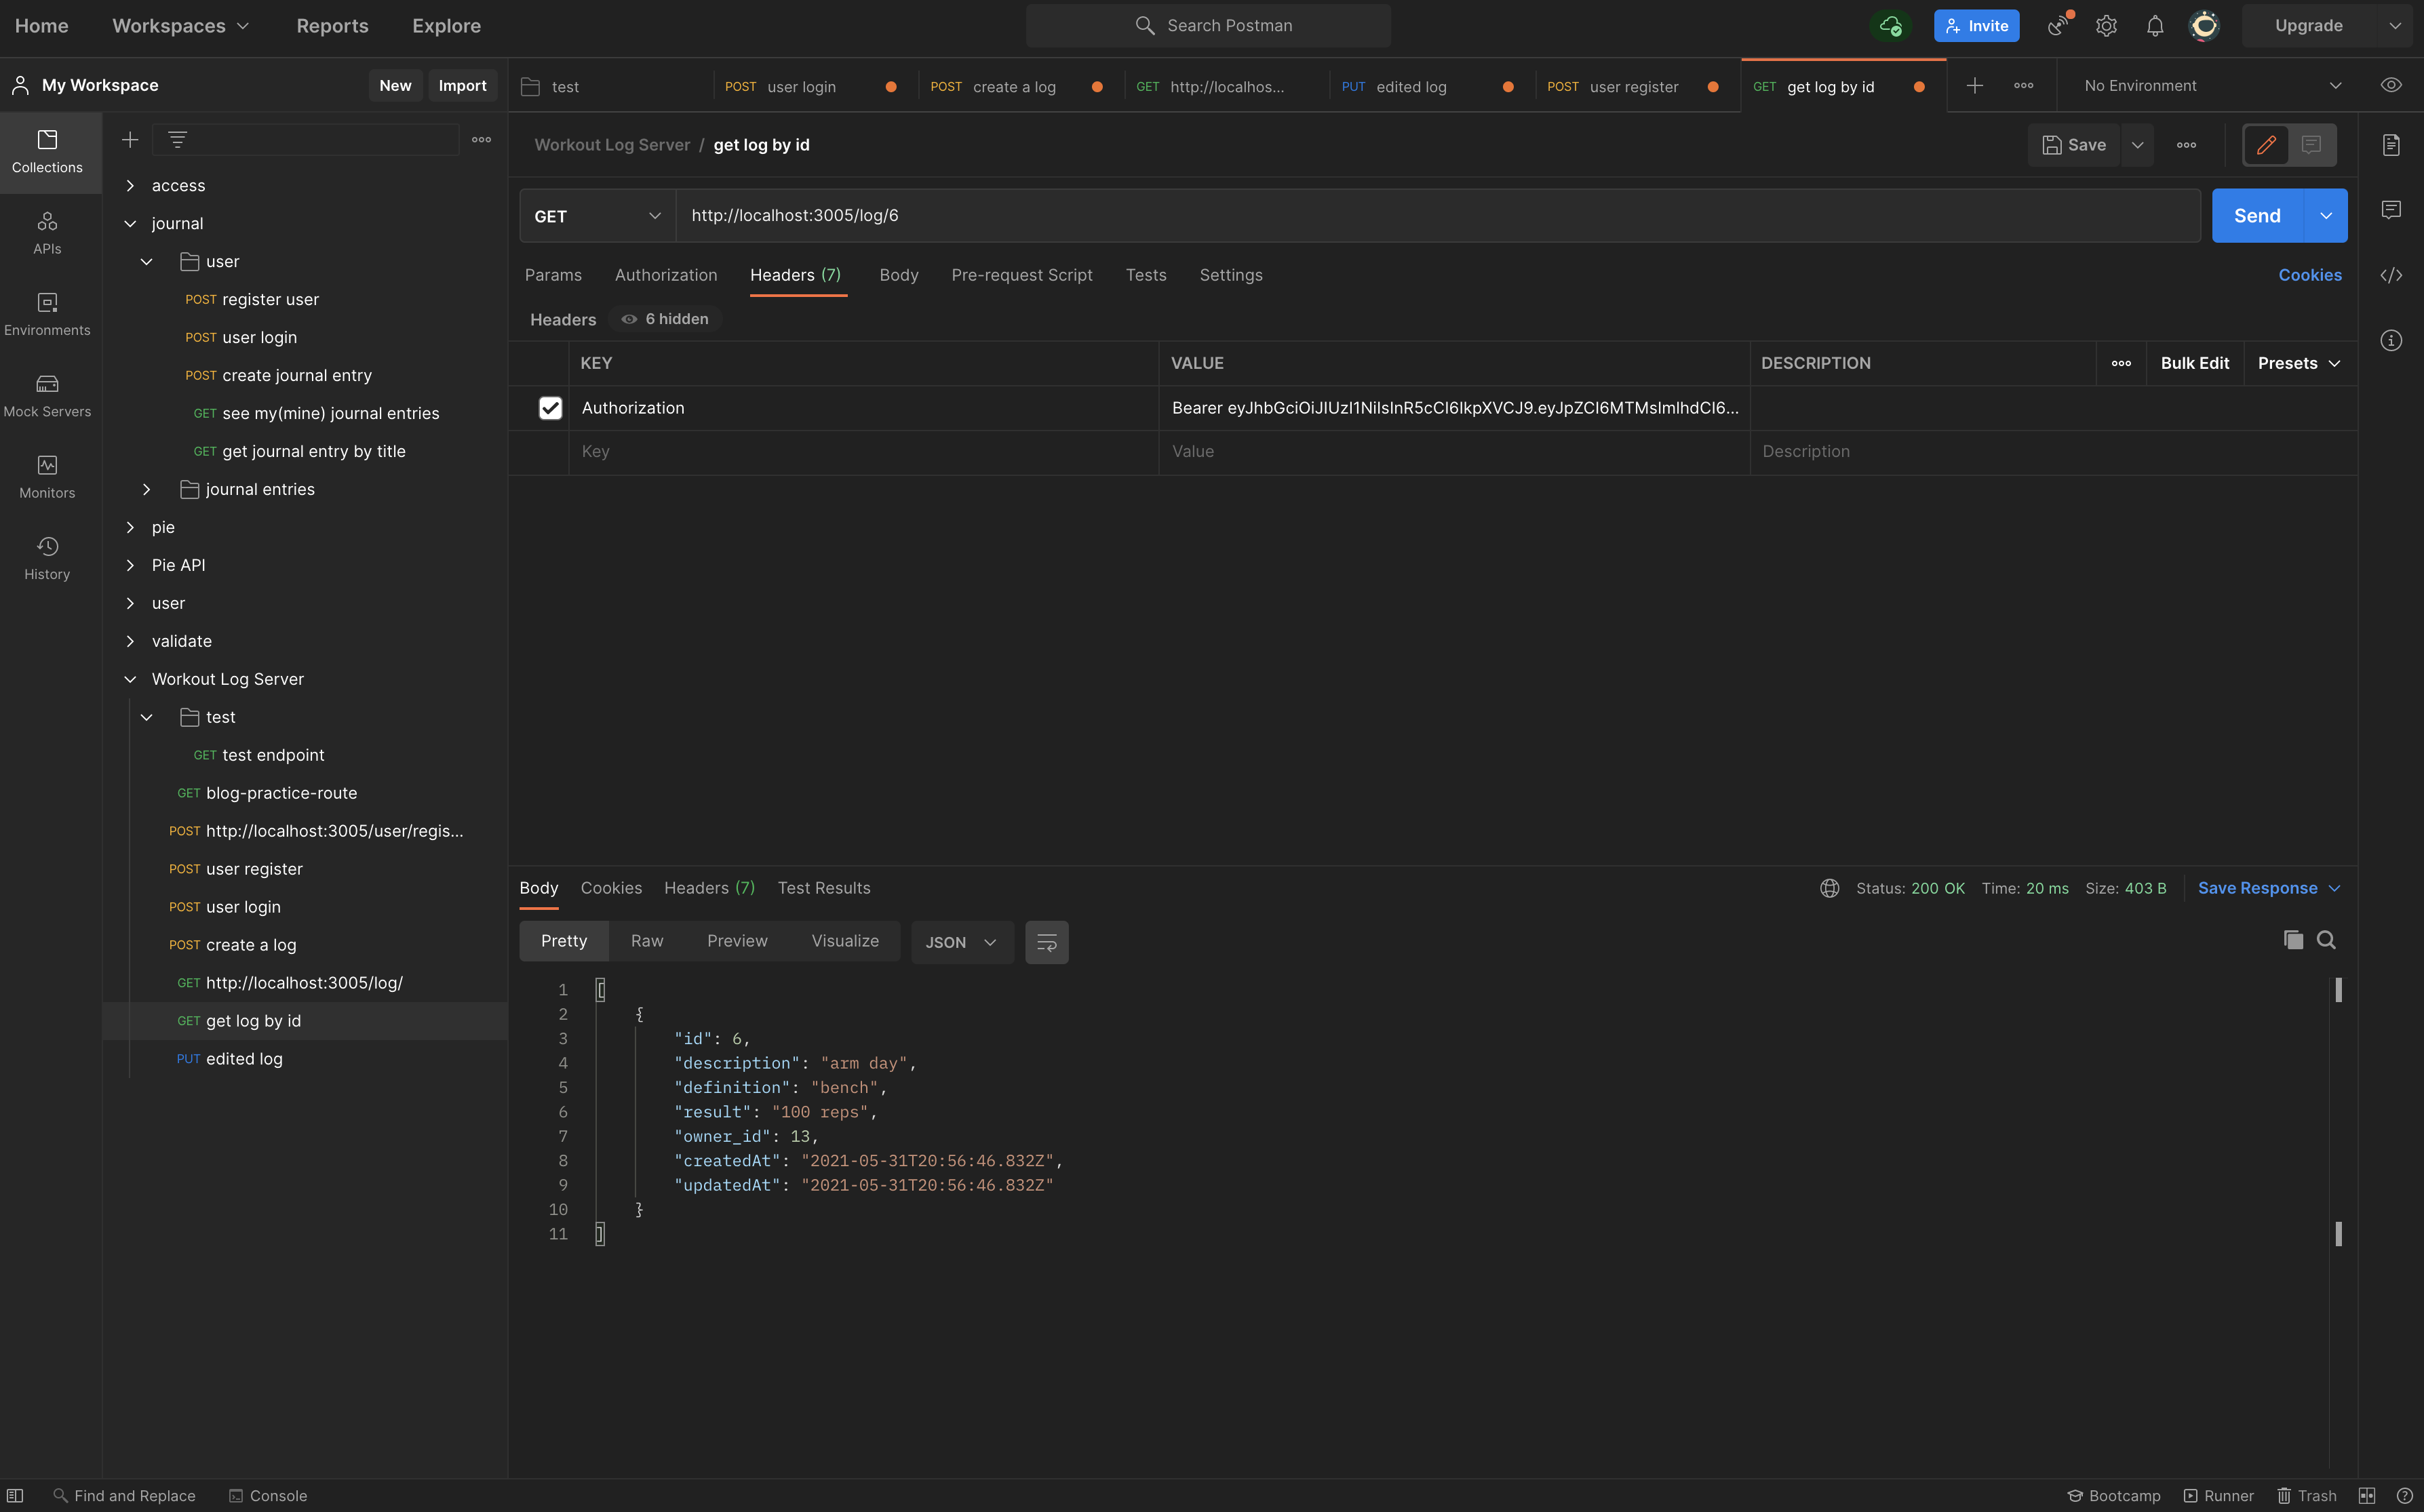 Home Workspaces Reports Explore Search Postman Invite Upgrade
My Workspace New Import
test POST user login POST create a log GET http://localhos... PUT edited log POST user register GET get log by id No Environment
Collections
APIs
Environments
Mock Servers
Monitors
History
access
journal
user
POST register user
POST user login
POST create journal entry
GET see my(mine) journal entries
GET get journal entry by title
journal entries
pie
Pie API
user
validate
Workout Log Server
test
GET test endpoint
GET blog-practice-route
POST http://localhost:3005/user/regis...
POST user register
POST user login
POST create a log
GET http://localhost:3005/log/
GET get log by id
PUT edited log
Workout Log Server / get log by id Save
GET http://localhost:3005/log/6 Send
Params Authorization Headers (7) Body Pre-request Script Tests Settings Cookies
Headers 6 hidden
KEY VALUE DESCRIPTION Bulk Edit Presets
Authorization Bearer eyJhbGciOiJIUzI1NiIsInR5cCI6IkpXVCJ9.eyJpZCI6MTMsImlhdCI6...
Key Value Description
Body Cookies Headers (7) Test Results Status: 200 OK Time: 20 ms Size: 403 B Save Response
Pretty Raw Preview Visualize JSON
1 [
2 {
3 "id": 6,
4 "description": "arm day",
5 "definition": "bench",
6 "result": "100 reps",
7 "owner_id": 13,
8 "createdAt": "2021-05-31T20:56:46.832Z",
9 "updatedAt": "2021-05-31T20:56:46.832Z"
10 }
11 ]
Find and Replace Console Bootcamp Runner Trash